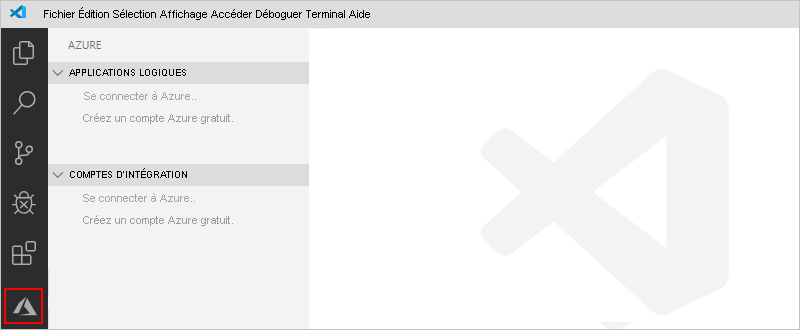 Fichier Édition Sélection Affichage Accéder Déboguer Terminal Aide
AZURE
APPLICATIONS LOGIQUES
Se connecter à Azure..
Créez un compte Azure gratuit.
COMPTES D'INTÉGRATION
Se connecter à Azure..
Créez un compte Azure gratuit.